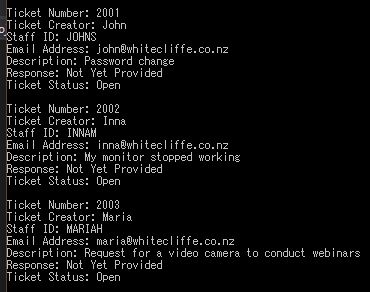 Ticket Number: 2001
Ticket Creator: John
Staff ID: JOHNS
Email Address: john@whitecliffe.co.nz
Description: Password change
Response: Not Yet Provided
Ticket Status: Open
Ticket Number: 2002
Ticket Creator: Inna
Staff ID: INNAM
Email Address: inna@whitecliffe.co.nz
Description: My monitor stopped working
Response: Not Yet Provided
Ticket Status: Open
Ticket Number: 2003
Ticket Creator: Maria
Staff ID: MARIAH
Email Address: maria@whitecliffe.co.nz
Description: Request for a video camera to conduct webinars
Response: Not Yet Provided
Ticket Status: Open